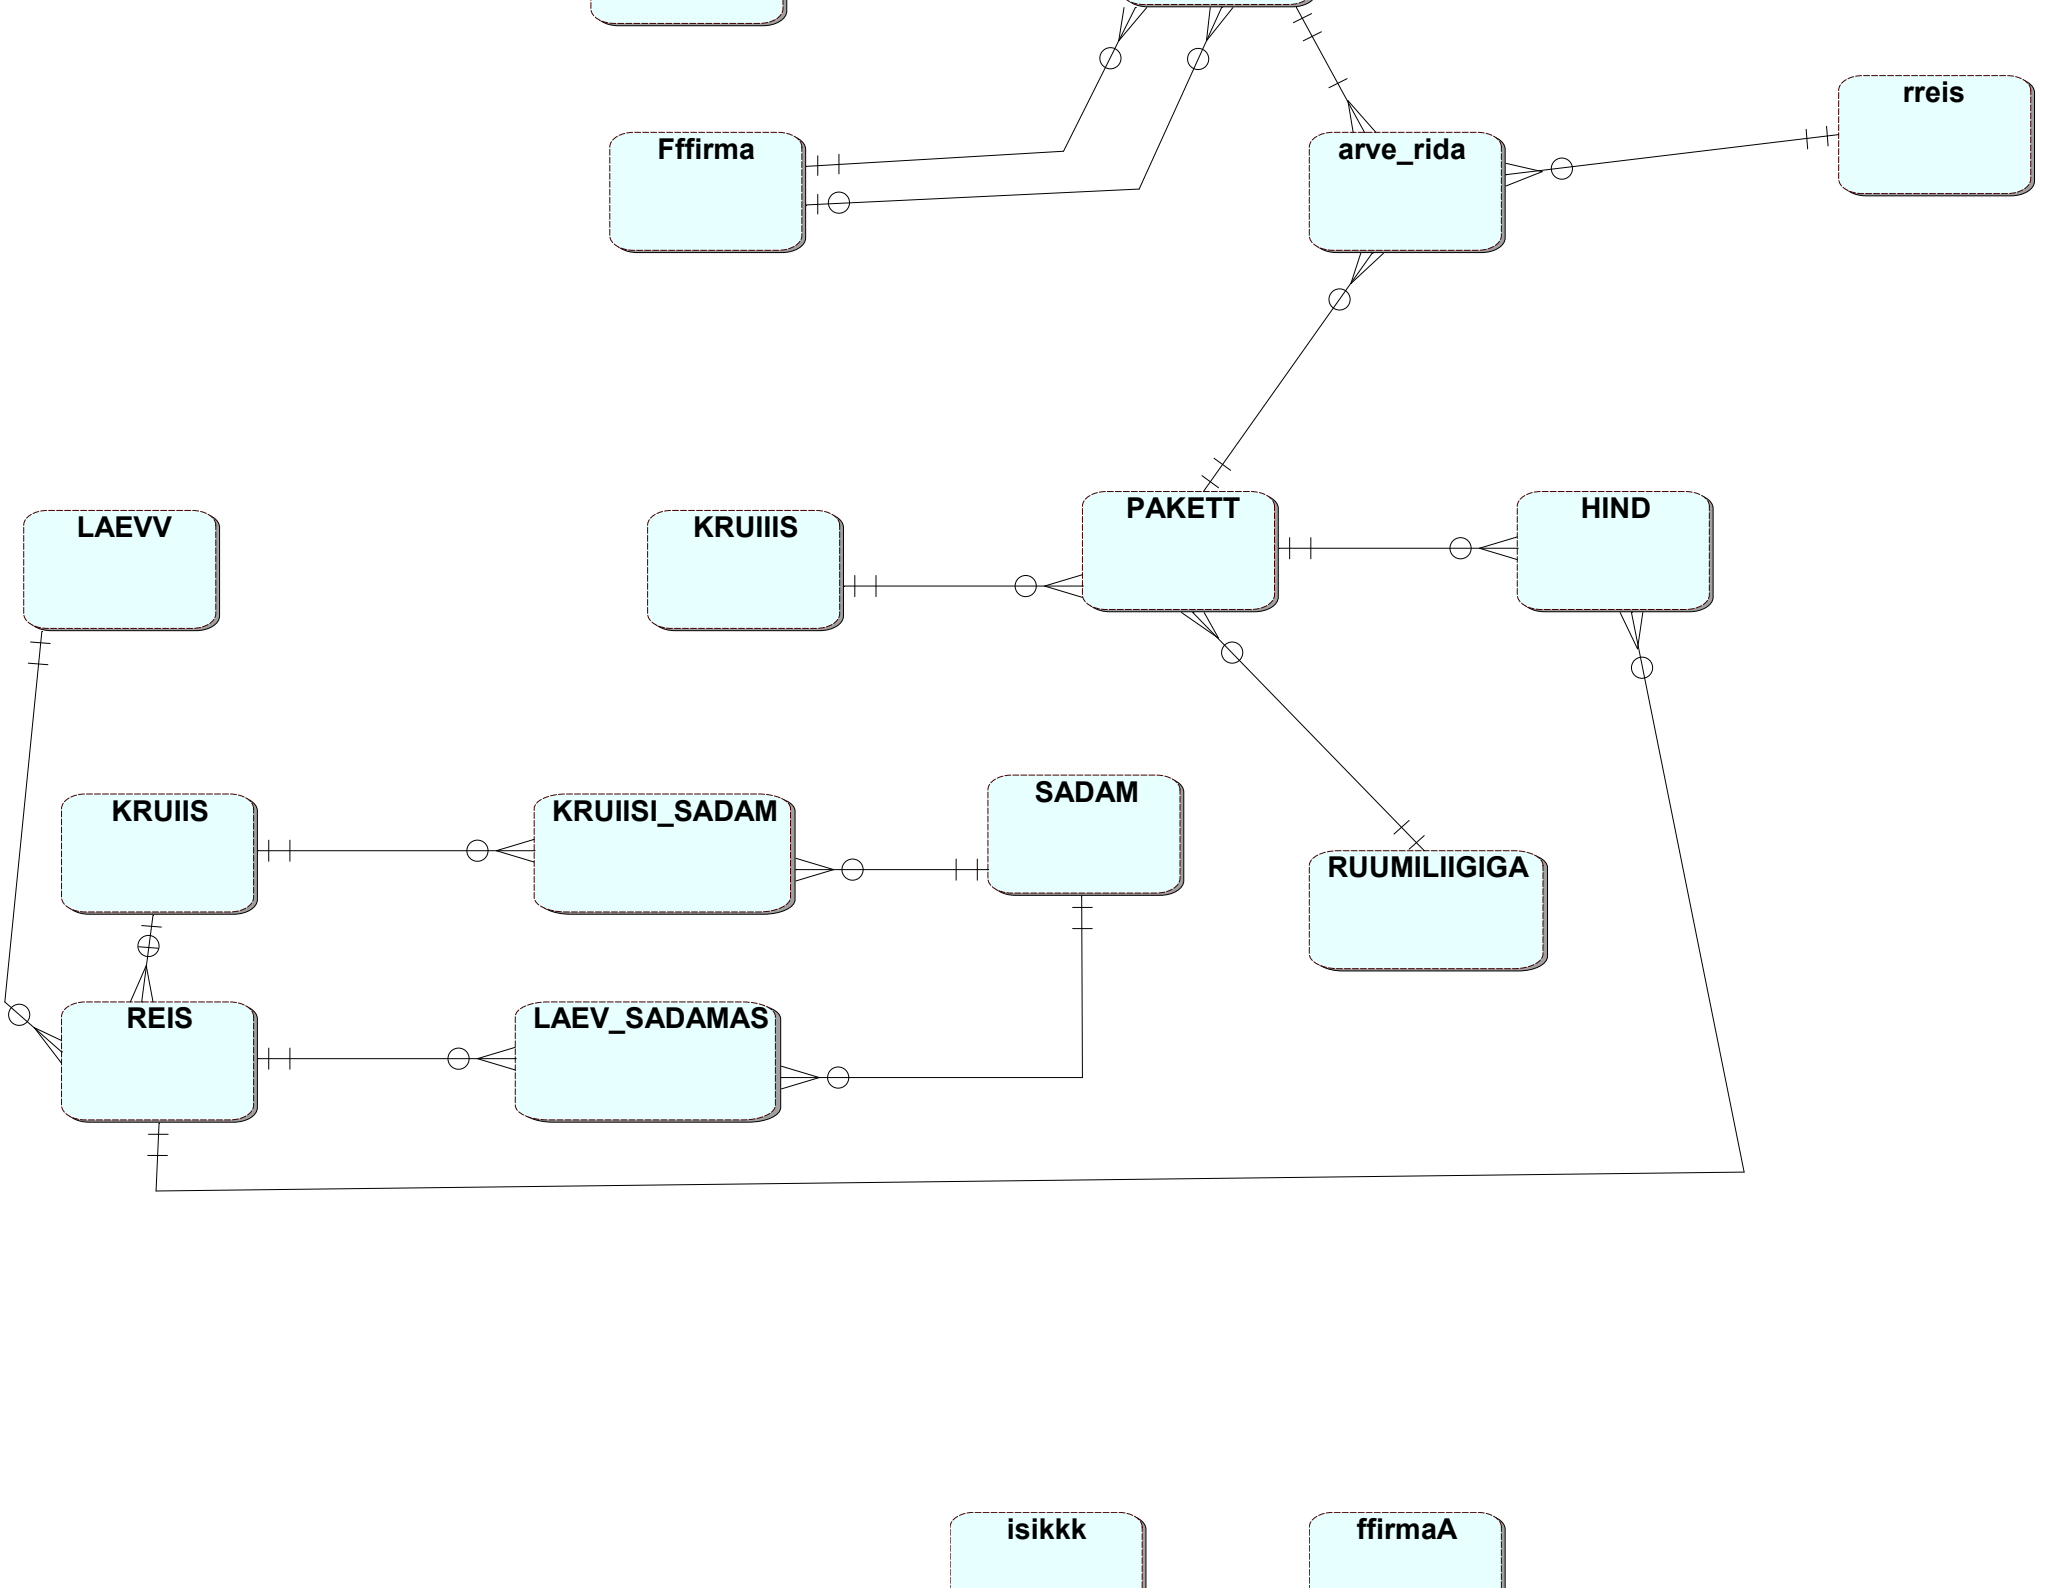 rreis
Fffirma
arve_rida
PAKETT
HIND
LAEVV
KRUIIIS
SADAM
KRUIIS
KRUIISI_SADAM
RUUMILIIGIGA
REIS
LAEV_SADAMAS
isikkk
ffirmaA